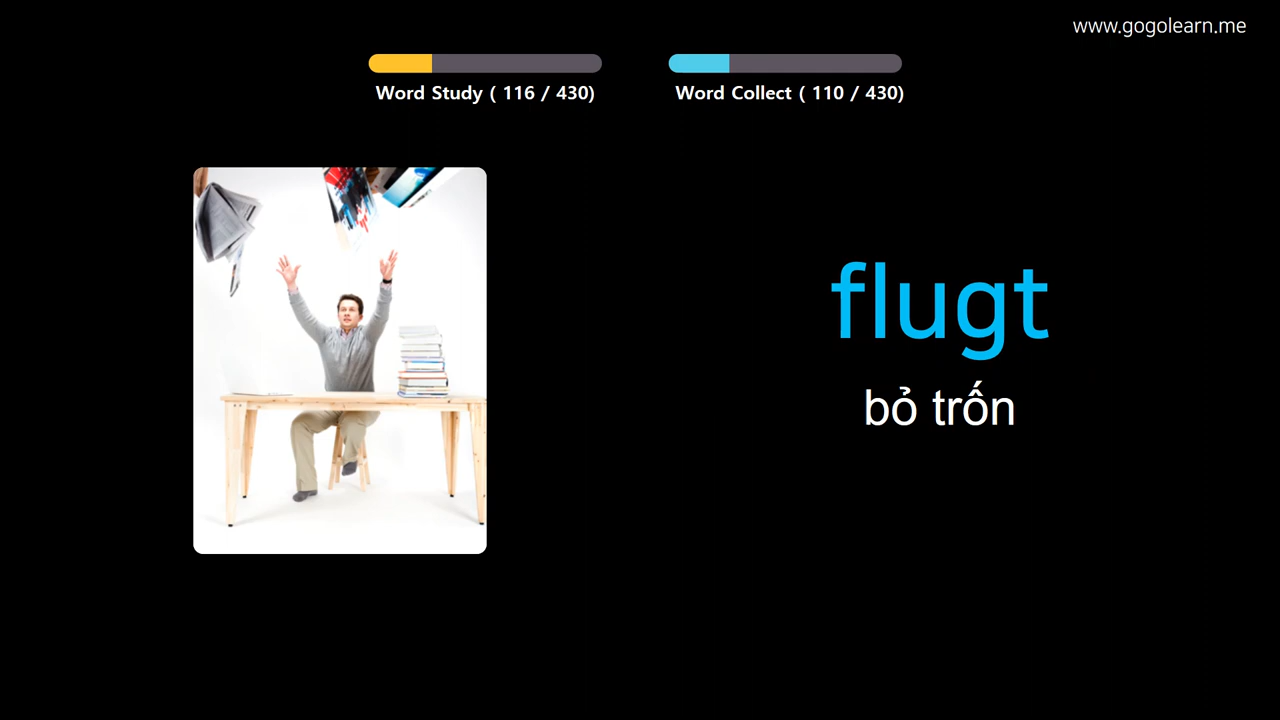 www.gogolearn.me
Word Study ( 116 / 430)
Word Collect ( 110 / 430)
flugt
bỏ trốn